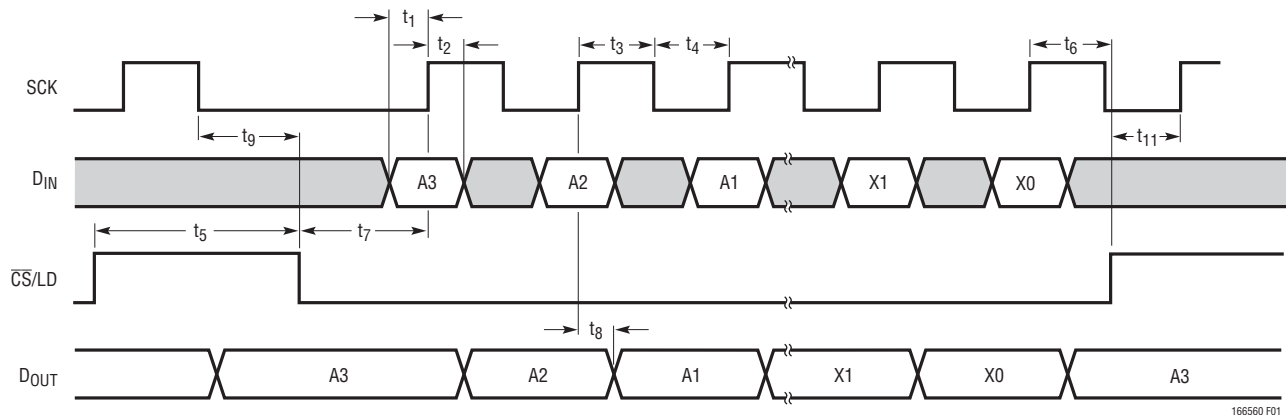 t1
t2 t3 t4 t6
SCK
t9 t11
DIN A3 A2 A1 X1 X0
t5 t7
CS/LD
t8
DOUT A3 A2 A1 X1 X0 A3
166560 F01